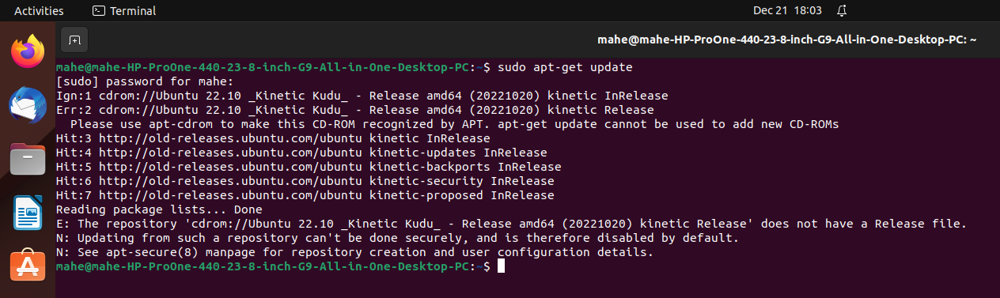 Activities
Terminal
Dec 21 18:03
mahe@mahe-HP-ProOne-440-23-8-inch-G9-All-in-One-Desktop-PC: ~
mahe@mahe-HP-ProOne-440-23-8-inch-G9-All-in-One-Desktop-PC:~$ sudo apt-get update
[sudo] password for mahe:
Ign:1 cdrom://Ubuntu 22.10 _Kinetic Kudu_ - Release amd64 (20221020) kinetic InRelease
Err:2 cdrom://Ubuntu 22.10 _Kinetic Kudu_ - Release amd64 (20221020) kinetic Release
  Please use apt-cdrom to make this CD-ROM recognized by APT. apt-get update cannot be used to add new CD-ROMs
Hit:3 http://old-releases.ubuntu.com/ubuntu kinetic InRelease
Hit:4 http://old-releases.ubuntu.com/ubuntu kinetic-updates InRelease
Hit:5 http://old-releases.ubuntu.com/ubuntu kinetic-backports InRelease
Hit:6 http://old-releases.ubuntu.com/ubuntu kinetic-security InRelease
Hit:7 http://old-releases.ubuntu.com/ubuntu kinetic-proposed InRelease
Reading package lists... Done
E: The repository 'cdrom://Ubuntu 22.10 _Kinetic Kudu_ - Release amd64 (20221020) kinetic Release' does not have a Release file.
N: Updating from such a repository can't be done securely, and is therefore disabled by default.
N: See apt-secure(8) manpage for repository creation and user configuration details.
mahe@mahe-HP-ProOne-440-23-8-inch-G9-All-in-One-Desktop-PC:~$